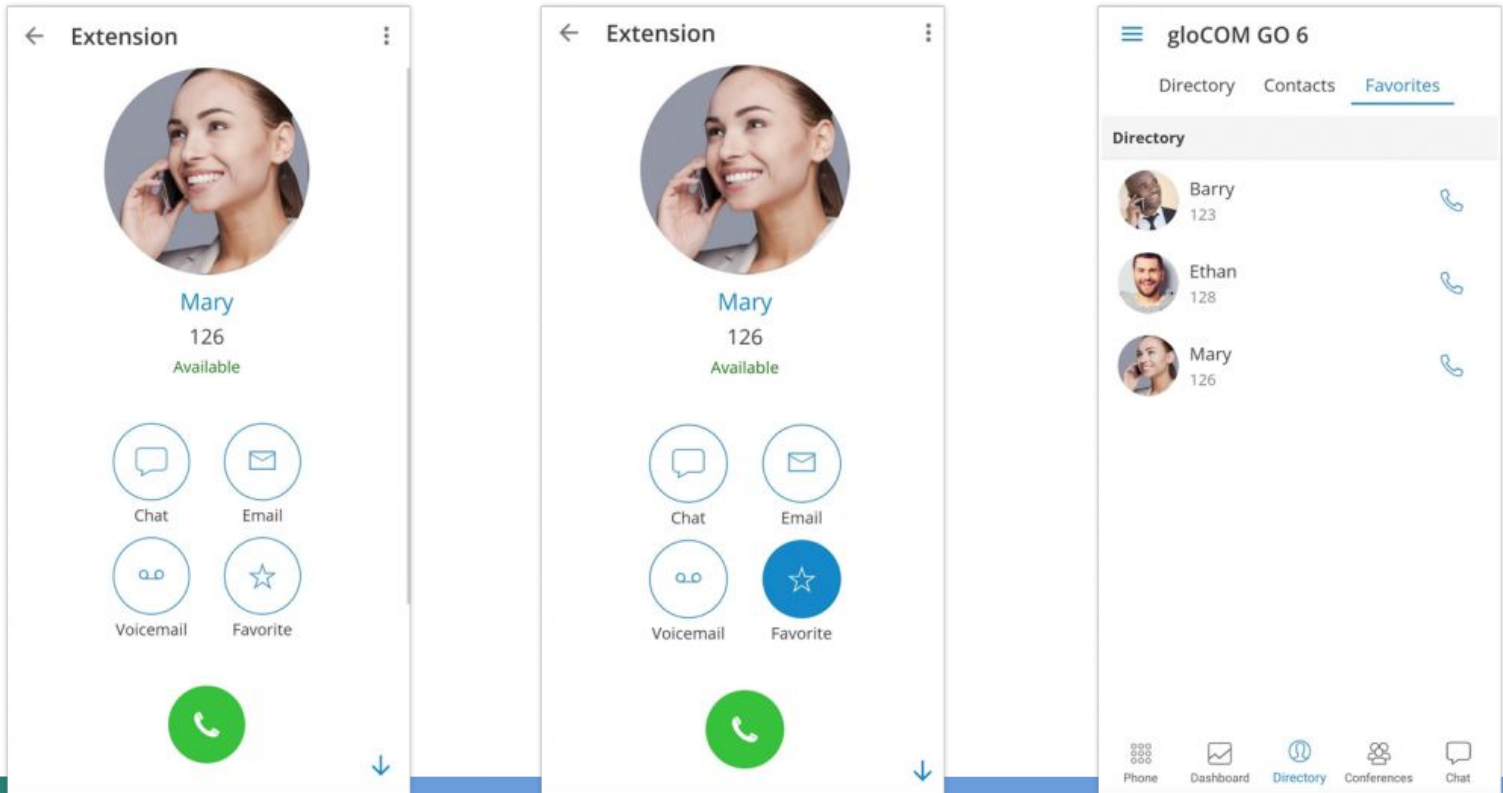 Extension
Mary
126
Available
Chat Email
Voicemail Favorite
Extension
Mary
126
Available
Chat Email
Voicemail Favorite
gloCOM GO 6
Directory Contacts Favorites
Directory
Barry
123
Ethan
128
Mary
126
Phone Dashboard Directory Conferences Chat